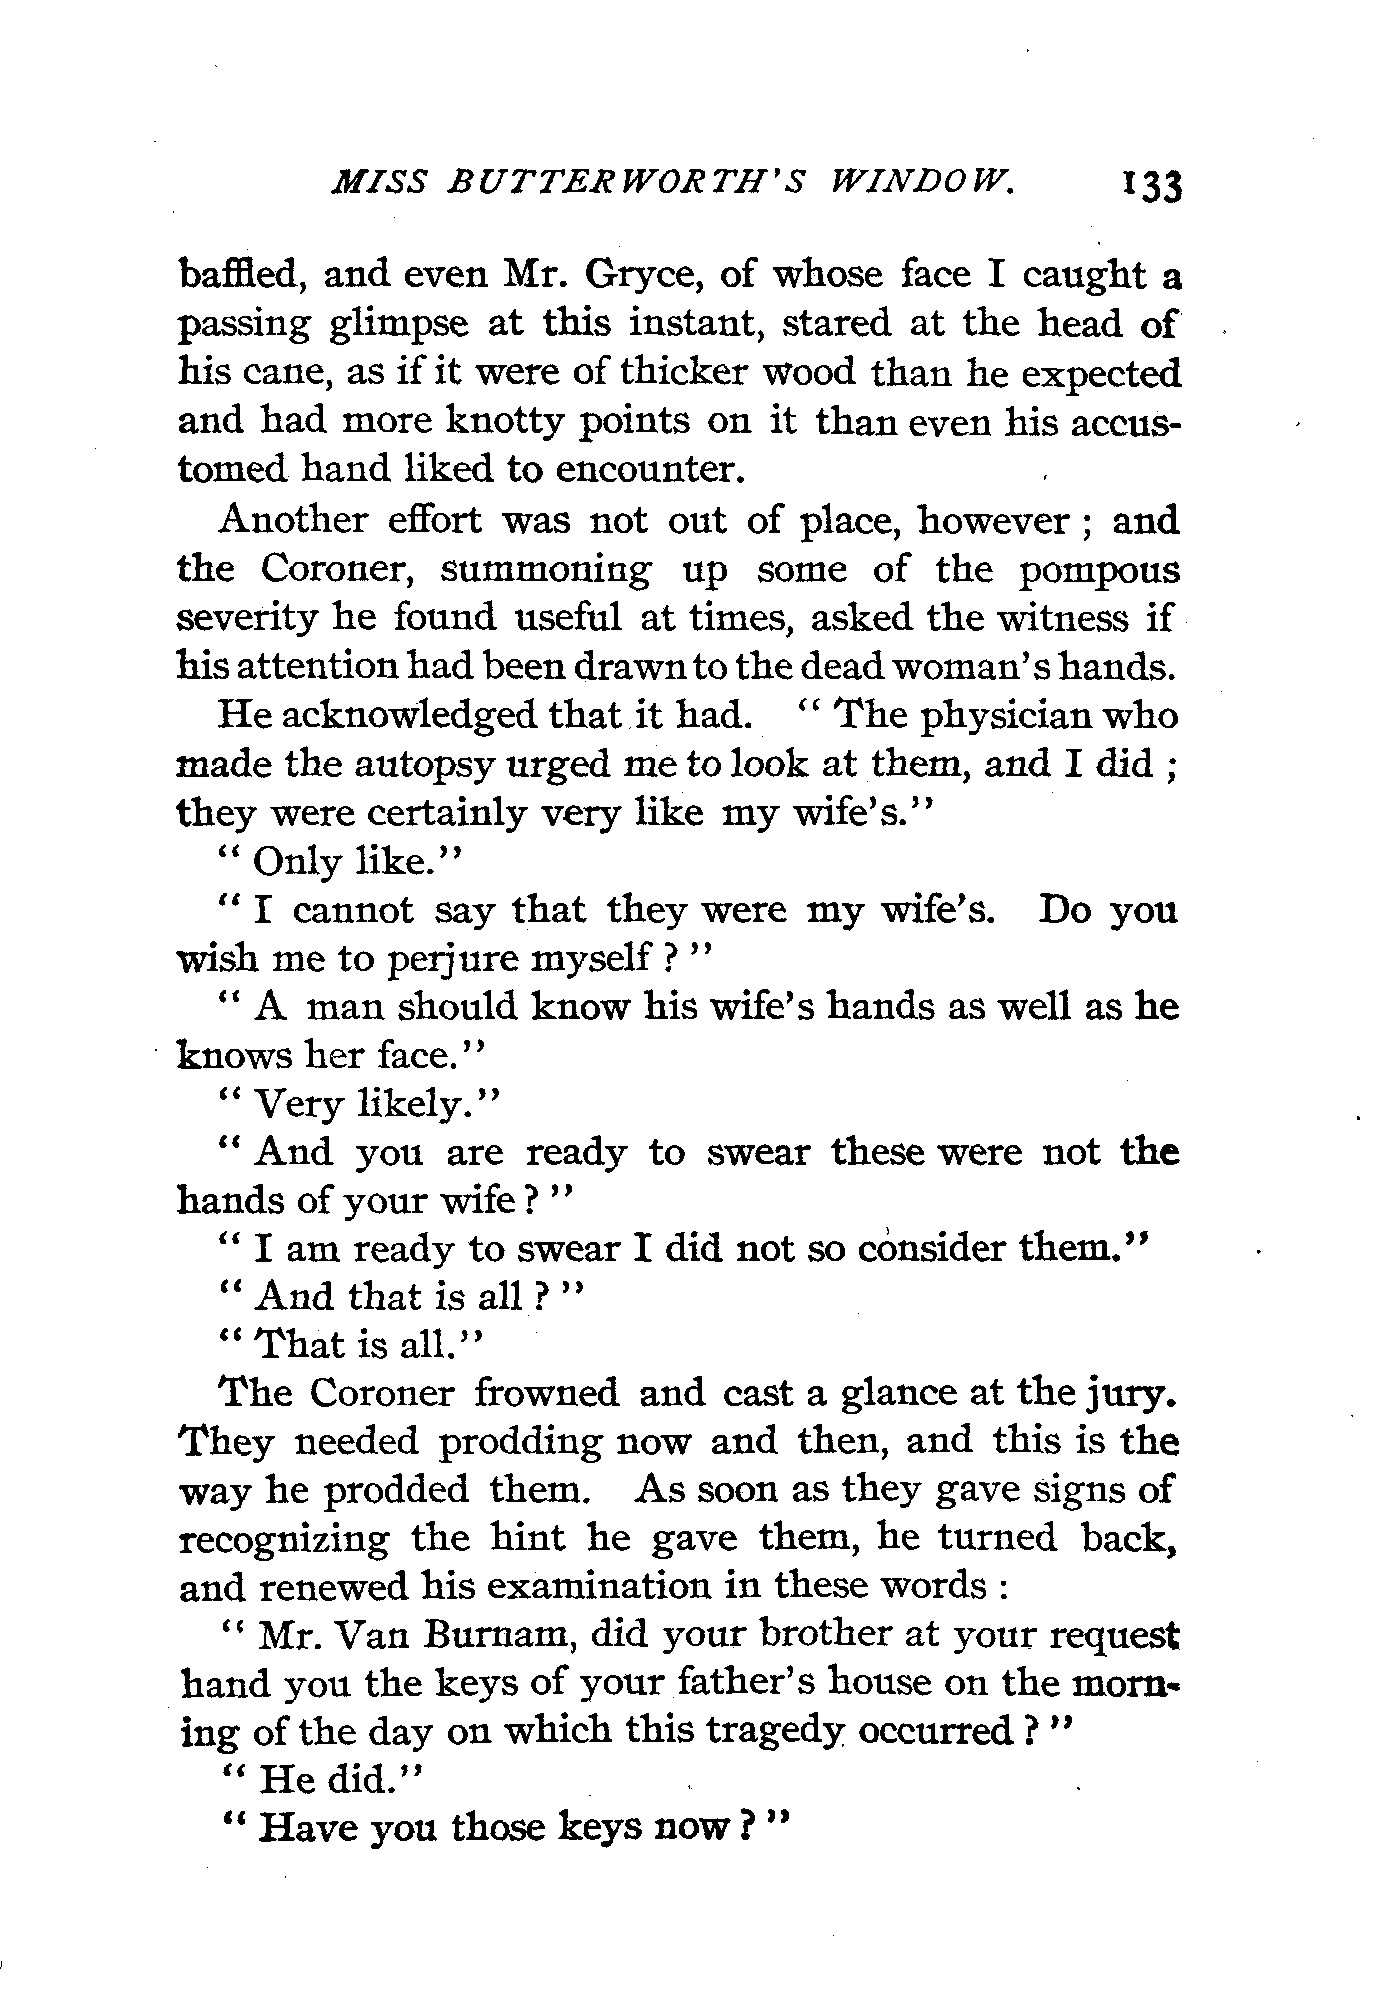 MISS BUTTERWORTH'S WINDOW. 133
baffled, and even Mr. Gryce, of whose face I caught a
passing glimpse at this instant, stared at the head of
his cane, as if it were of thicker wood than he expected
and had more knotty points on it than even his accus-
tomed hand liked to encounter.
Another effort was not out of place, however ; and
the Coroner, summoning up some of the pompous
severity he found useful at times, asked the witness if
his attention had been drawn to the dead woman's hands.
He acknowledged that it had. “ The physician who
made the autopsy urged me to look at them, and I did ;
they were certainly very like my wife's.”
“ Only like.”
“ I cannot say that they were my wife's. Do you
wish me to perjure myself ? ”
“ A man should know his wife's hands as well as he
knows her face.”
“ Very likely.”
“ And you are ready to swear these were not the
hands of your wife ? ”
“ I am ready to swear I did not so consider them.”
“ And that is all ? ”
“ That is all.”
The Coroner frowned and cast a glance at the jury.
They needed prodding now and then, and this is the
way he prodded them. As soon as they gave signs of
recognizing the hint he gave them, he turned back,
and renewed his examination in these words :
“ Mr. Van Burnam, did your brother at your request
hand you the keys of your father's house on the morn-
ing of the day on which this tragedy occurred ? ”
“ He did.”
“ Have you those keys now ? ”